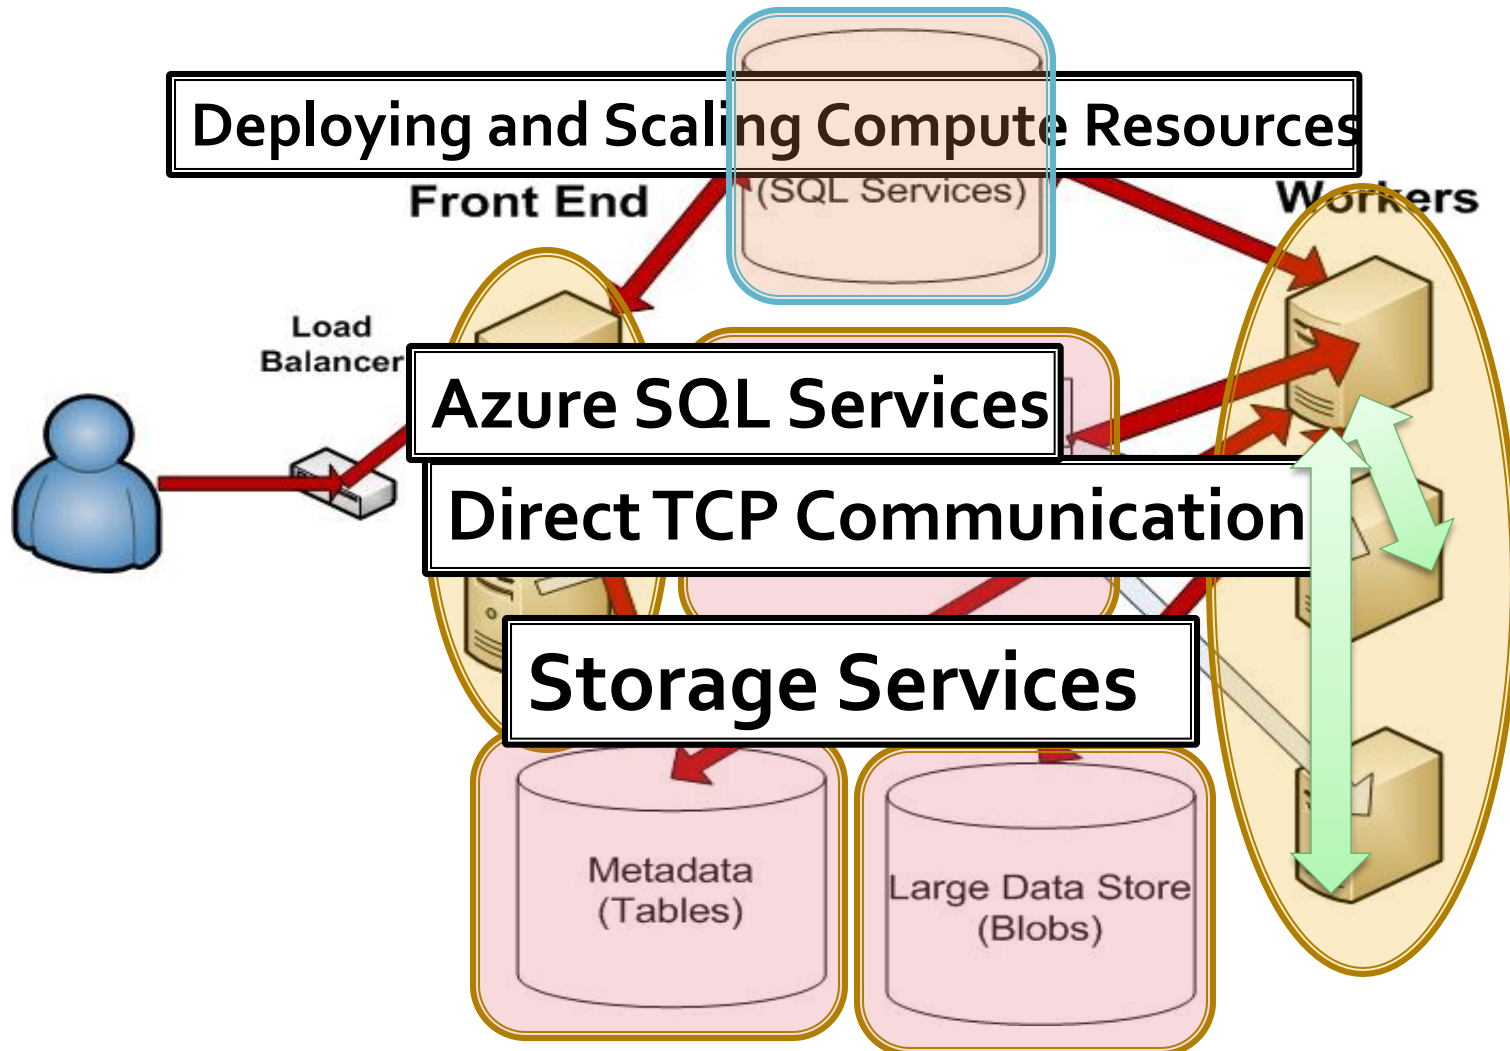 Deploying and Scaling Compute Resources
(SQL Services)
Front End
Workers
Load
Balancer
Azure SQL Services
Direct TCP Communication
Storage Services
Metadata
(Tables)
Large Data Store
(Blobs)